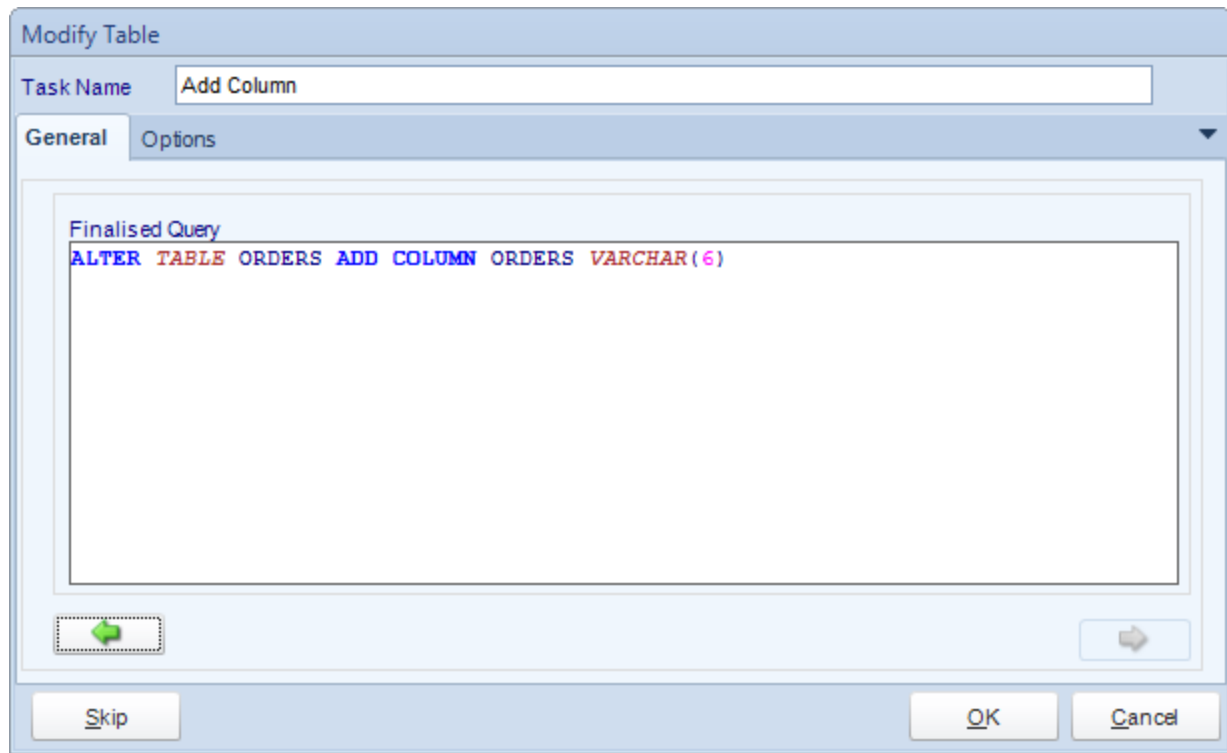 Modify Table
Task Name Add Column
General Options
Finalised Query
ALTER TABLE ORDERS ADD COLUMN ORDERS VARCHAR(6)
Skip OK Cancel